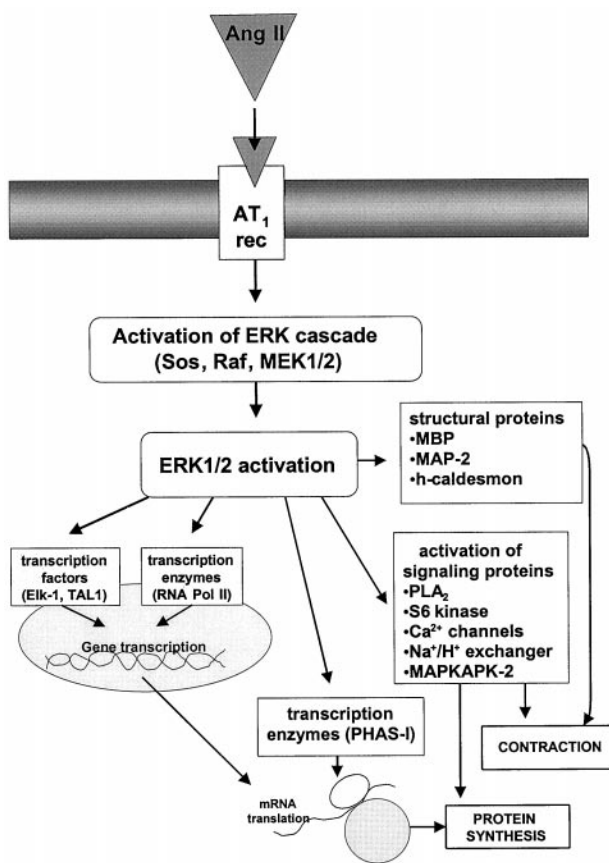 Ang II
AT₁
rec
Activation of ERK cascade
(Sos, Raf, MEK1/2)
ERK1/2 activation
structural proteins
•MBP
•MAP-2
•h-caldesmon
transcription
factors
(Elk-1, TAL1)
transcription
enzymes
(RNA Pol II)
activation of
signaling proteins
•PLA₂
•S6 kinase
•Ca²⁺ channels
•Na⁺/H⁺ exchanger
•MAPKAPK-2
Gene transcription
transcription
enzymes (PHAS-I)
CONTRACTION
mRNA
translation
PROTEIN
SYNTHESIS